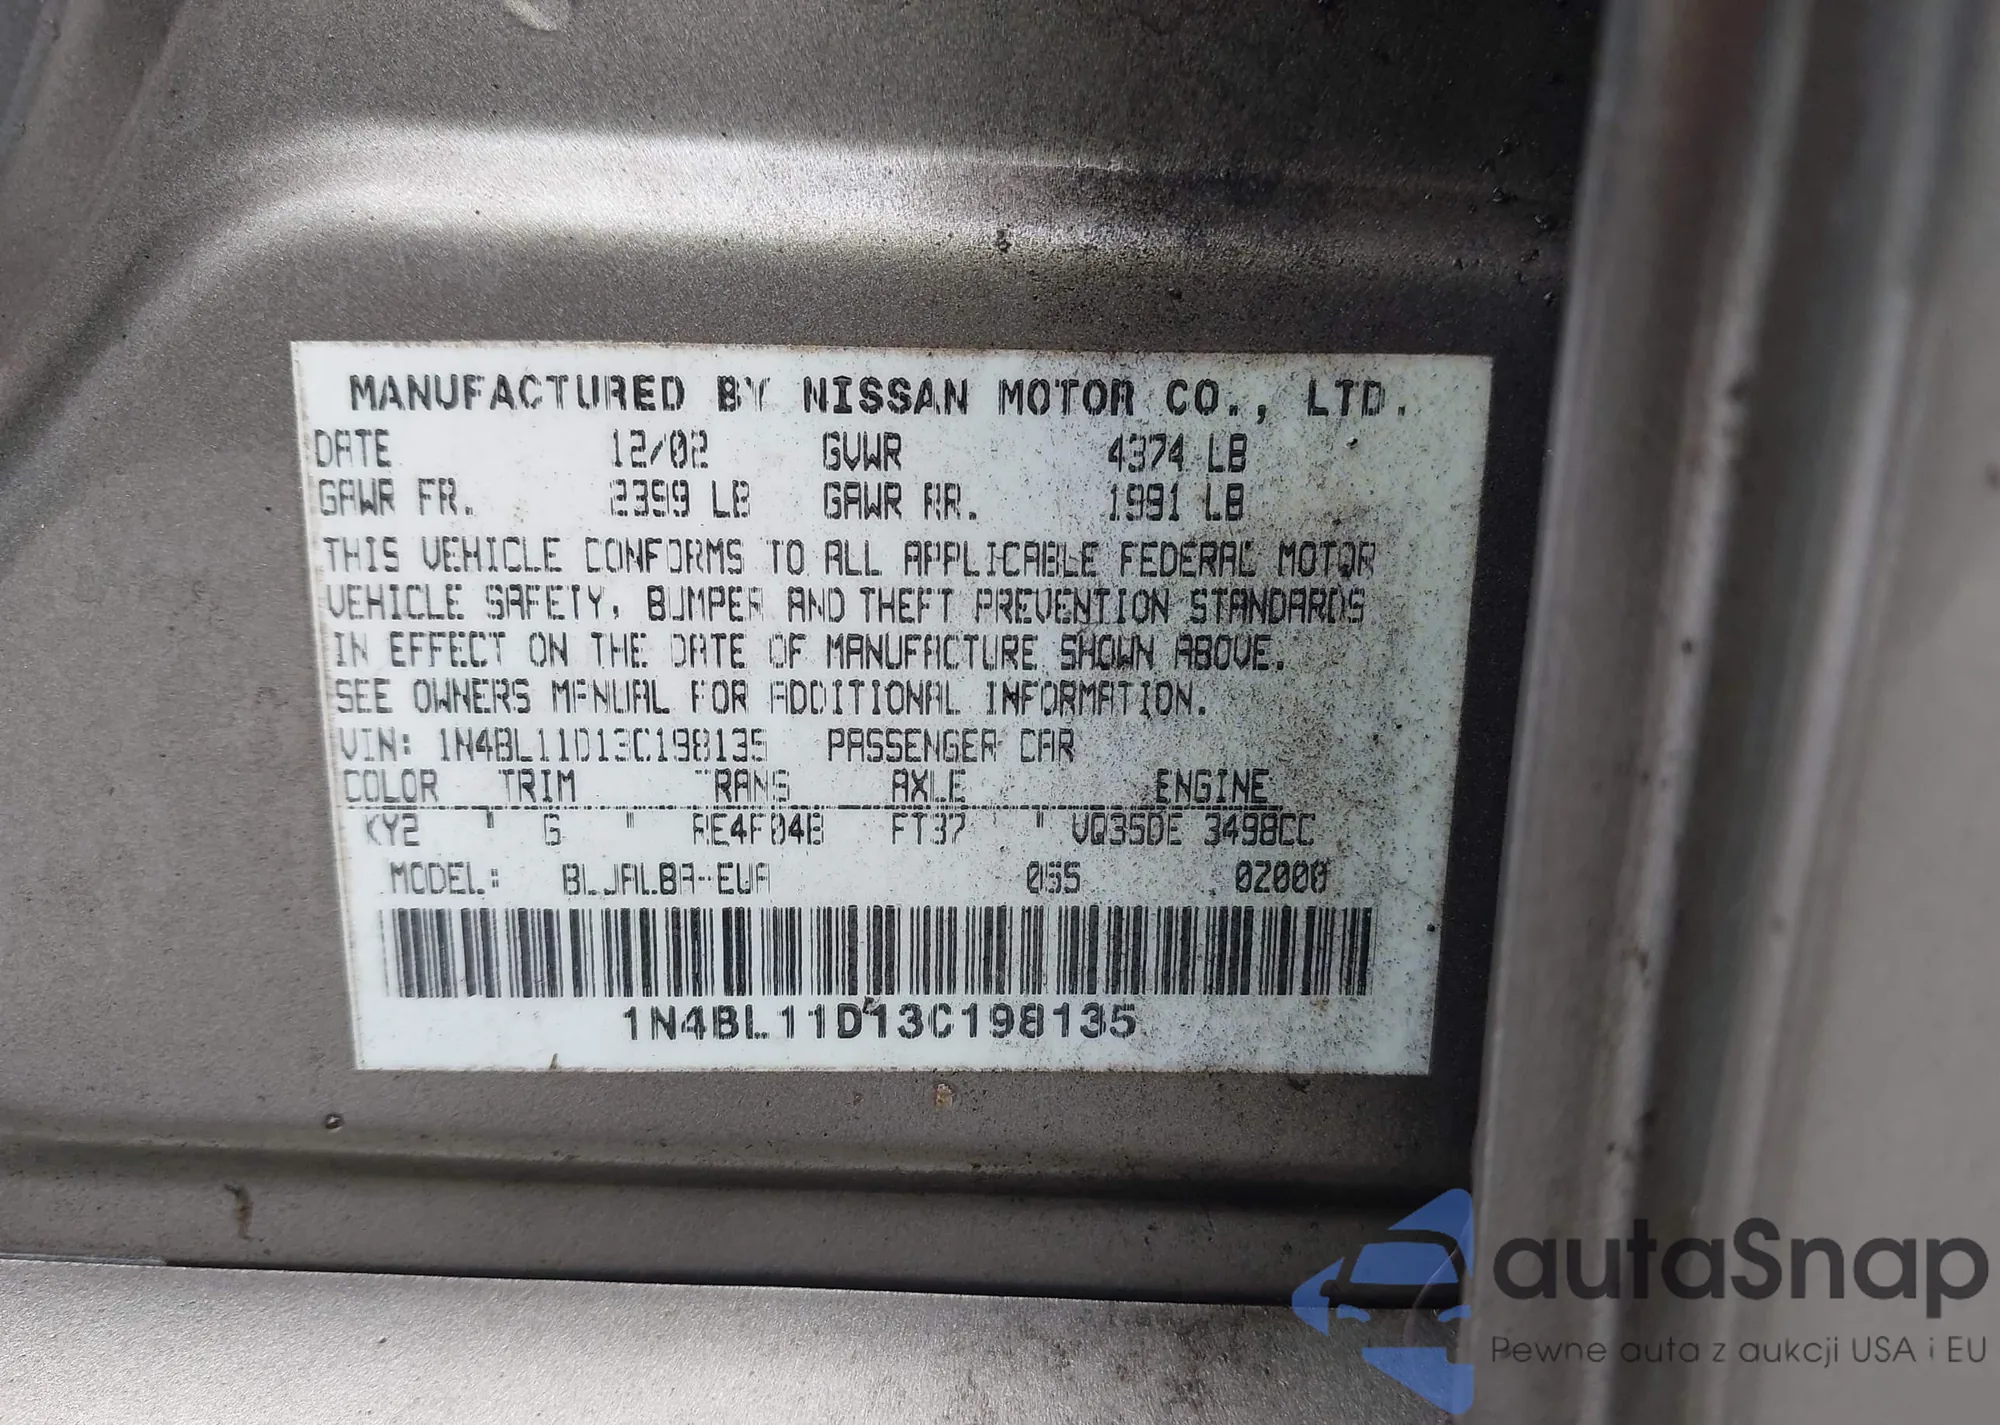 MANUFACTURED BY NISSAN MOTOR CO., LTD.
DATE 12/02 GVWR 4374 LB
GAWR FR. 2399 LB GAWR RR. 1991 LB
THIS VEHICLE CONFORMS TO ALL APPLICABLE FEDERAL MOTOR
VEHICLE SAFETY, BUMPER AND THEFT PREVENTION STANDARDS
IN EFFECT ON THE DATE OF MANUFACTURE SHOWN ABOVE.
SEE OWNERS MANUAL FOR ADDITIONAL INFORMATION.
VIN: 1N4BL11D13C198135 PASSENGER CAR
COLOR TRIM TRANS AXLE ENGINE
KY2 " G " RE4F04B FT37 " VQ35DE 3498CC
MODEL: BLJALBA-EUA 02000
1N4BL11D13C198135
autaSnap
Pewne auta z aukcji USA i EU